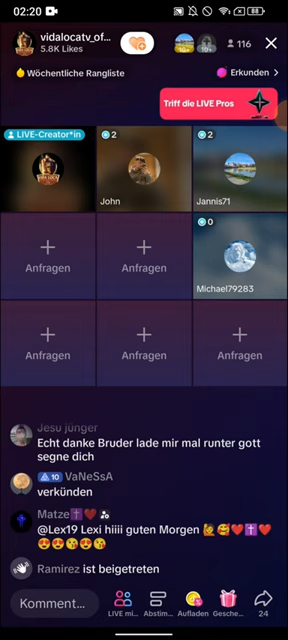 02:20
88
vidalocatv_of...
5.8K Likes
10+
10+
116
Wöchentliche Rangliste
Erkunden >
Triff die LIVE Pros
LIVE-Creator*in
2
John
2
Jannis71
+
Anfragen
+
Anfragen
0
Michael79283
+
Anfragen
+
Anfragen
+
Anfragen
Jesu jünger
Echt danke Bruder lade mir mal runter gott
segne dich
10 VaNeSsA
verkünden
Matze✝️❤️
@Lex19 Lexi hiiii guten Morgen 🙋🥰❤️✝️❤️
😍😍😘😘😘
Ramirez ist beigetreten
Komment...
LIVE mi...
Abstim...
Aufladen
Gesche...
24